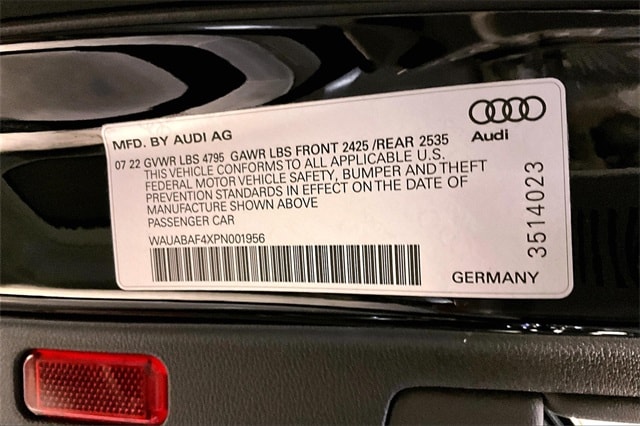 MFD. BY AUDI AG
Audi
07 22 GVWR LBS 4795 GAWR LBS FRONT 2425 /REAR 2535
THIS VEHICLE CONFORMS TO ALL APPLICABLE U.S.
FEDERAL MOTOR VEHICLE SAFETY, BUMPER AND THEFT
PREVENTION STANDARDS IN EFFECT ON THE DATE OF
MANUFACTURE SHOWN ABOVE
PASSENGER CAR
WAUABAF4XPN001956
GERMANY
3514023